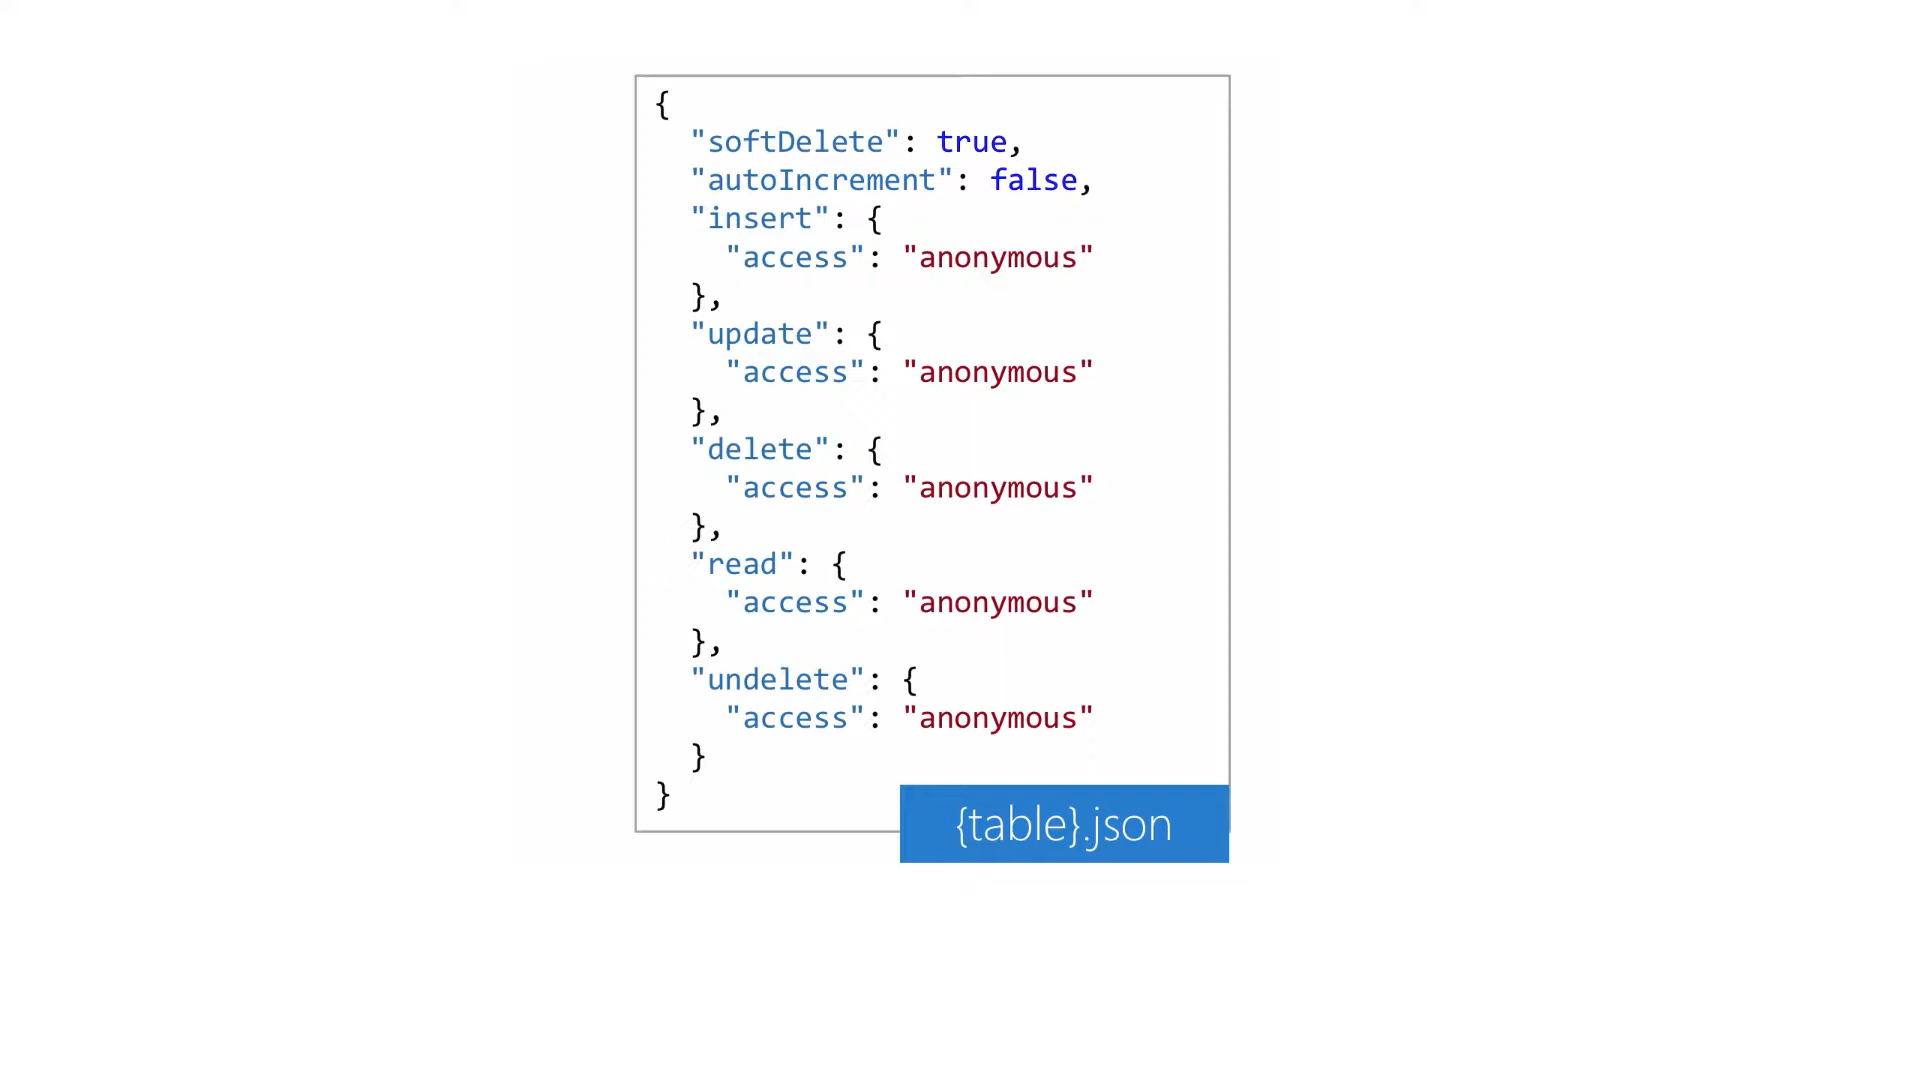 {
  "softDelete": true,
  "autoIncrement": false,
  "insert": {
    "access": "anonymous"
  },
  "update": {
    "access": "anonymous"
  },
  "delete": {
    "access": "anonymous"
  },
  "read": {
    "access": "anonymous"
  },
  "undelete": {
    "access": "anonymous"
  }
}
{table}.json